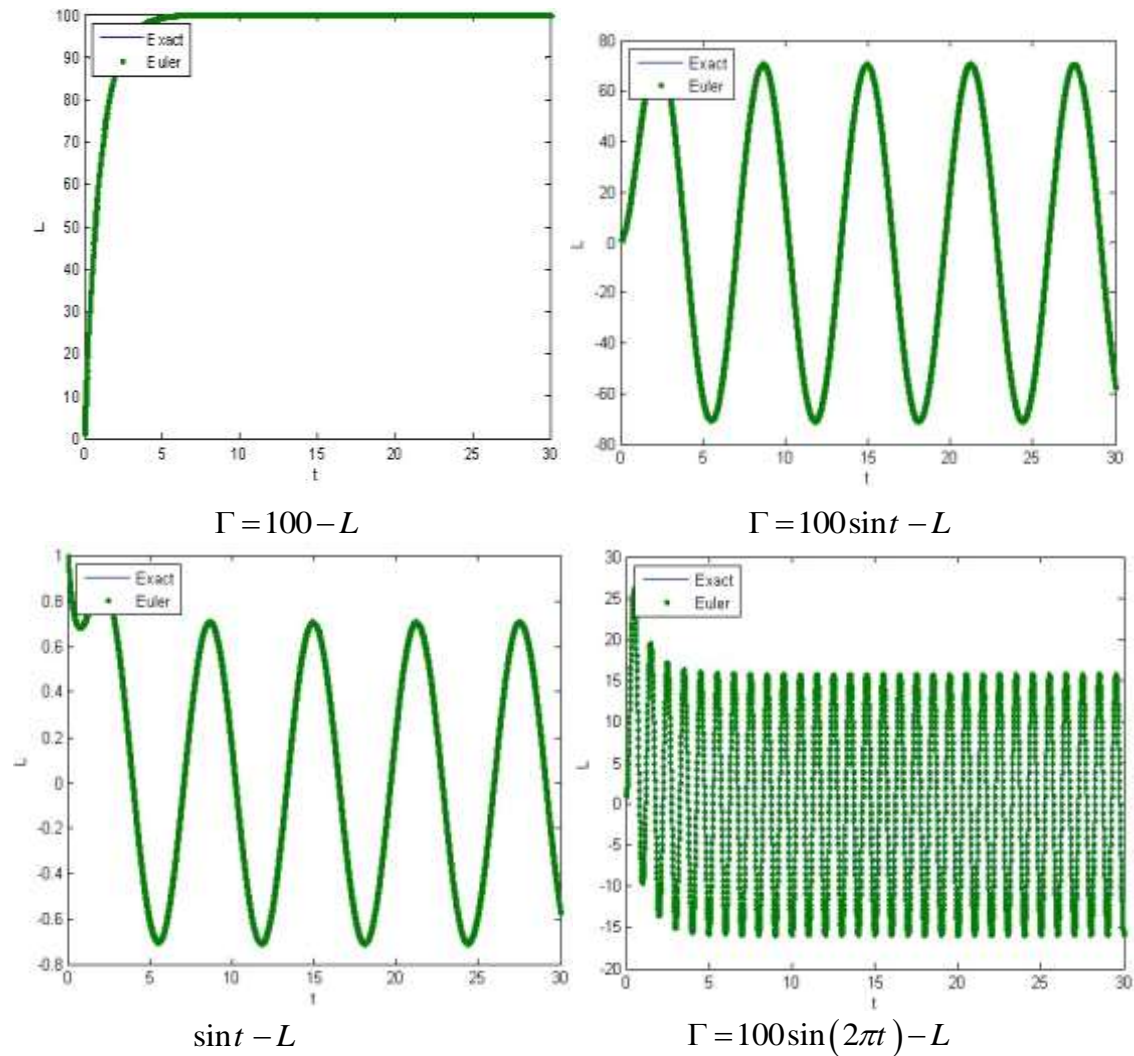 100
90
80
70
60
50
40
30
20
10
0
L
Exact
Euler
0 5 10 15 20 25 30
t
Γ = 100 − L
80
60
40
20
0
-20
-40
-60
-80
L
Exact
Euler
0 5 10 15 20 25 30
t
Γ = 100 sin t − L
1
0.8
0.6
0.4
0.2
0
-0.2
-0.4
-0.6
-0.8
L
Exact
Euler
0 5 10 15 20 25 30
t
sin t − L
30
25
20
15
10
5
0
-5
-10
-15
-20
L
Exact
Euler
0 5 10 15 20 25 30
t
Γ = 100 sin(2πt) − L